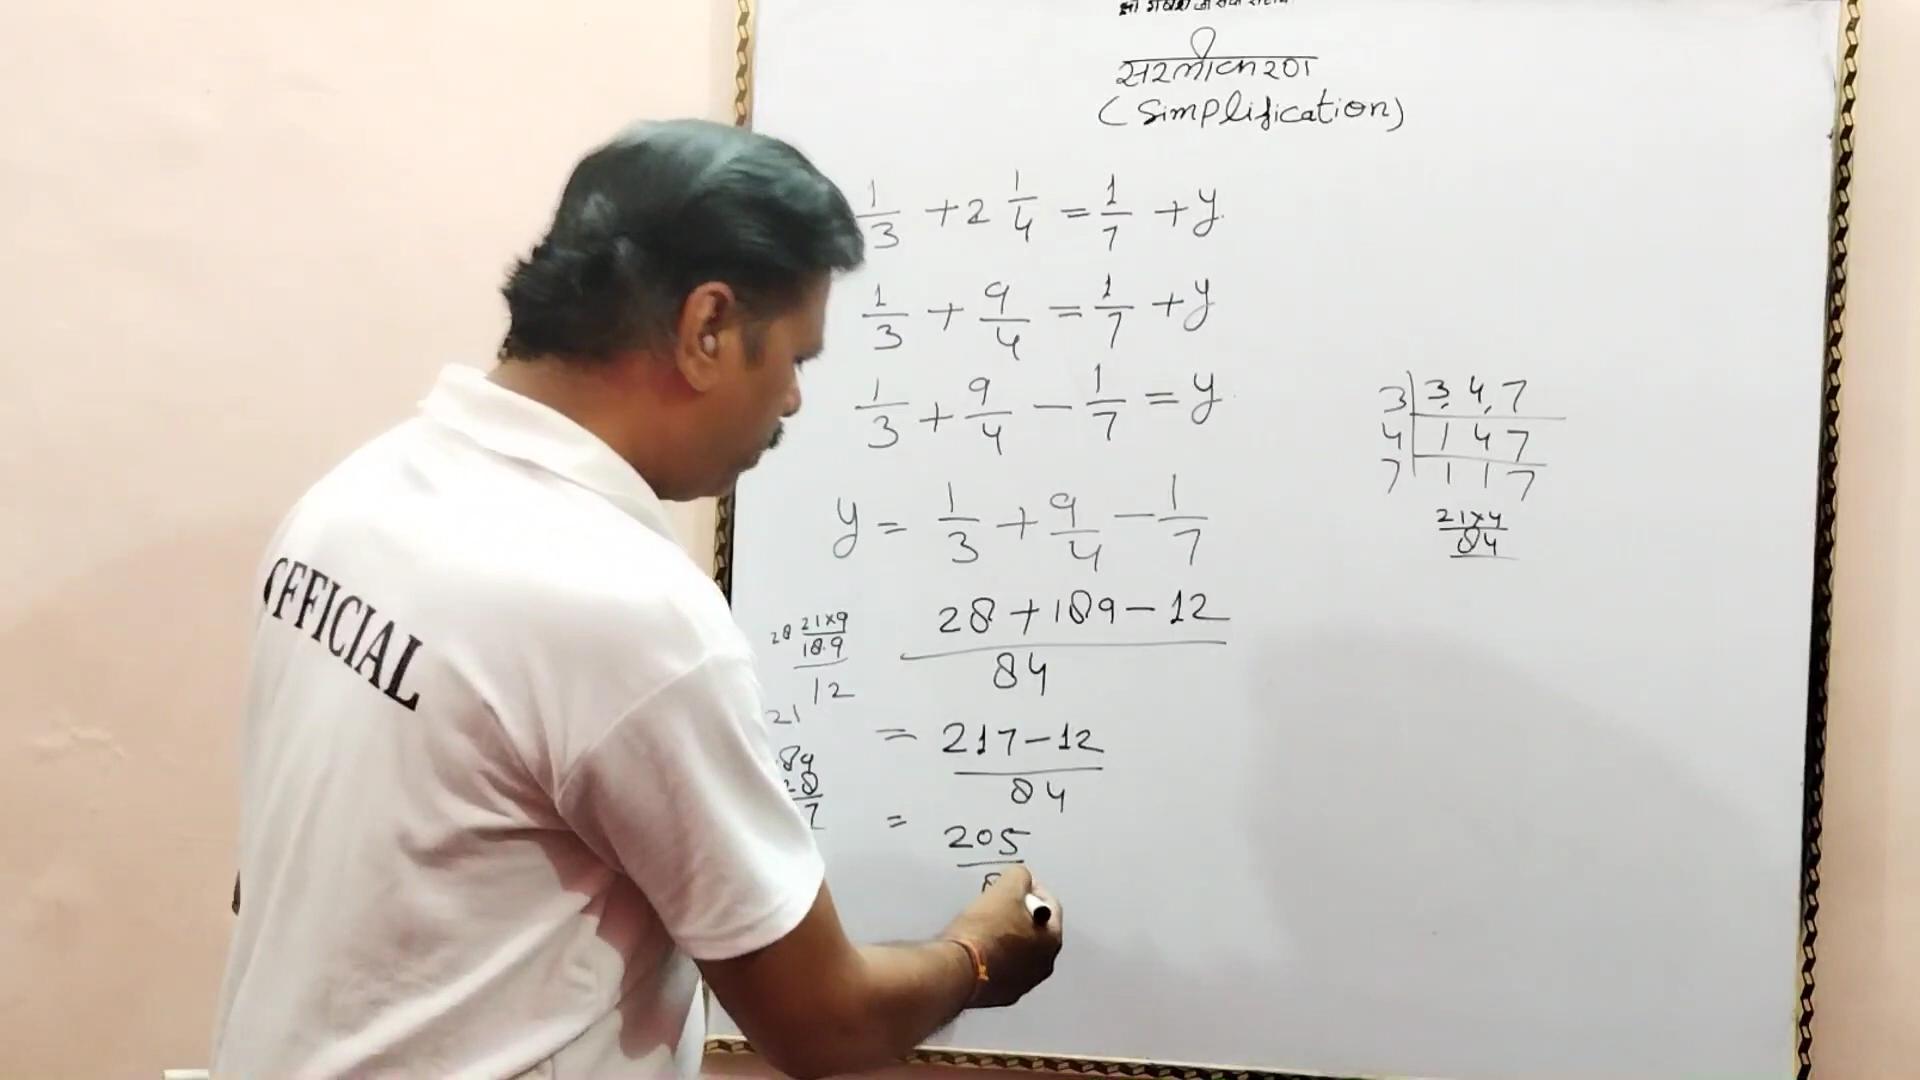 सरलीकरण
(Simplification)
1/3 + 2 1/4 = 1/7 + y
1/3 + 9/4 = 1/7 + y
1/3 + 9/4 - 1/7 = y
y = 1/3 + 9/4 - 1/7
28 + 189 - 12
84
= 217 - 12
84
= 205
3 | 3, 4, 7
4 | 1 4 7
7 | 1 1 7
21×4
84
28 21×9
189
12
21
OFFICIAL